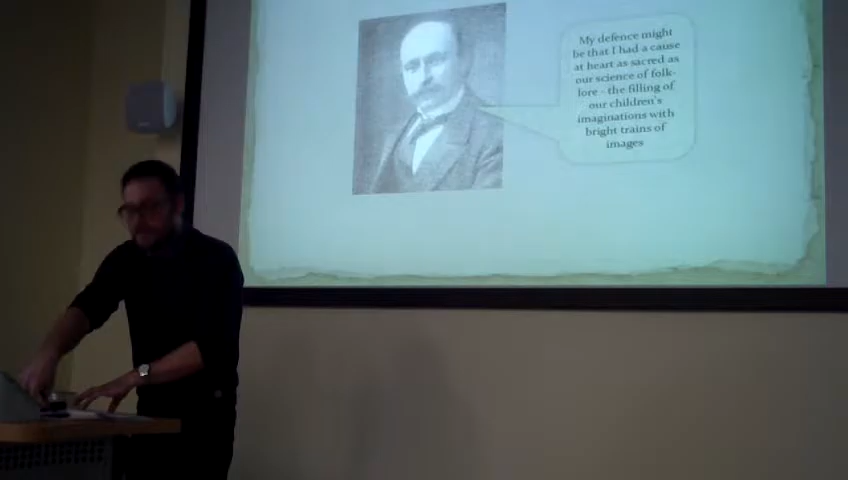 My defence might
be that I had a cause
at heart as sacred as
our science of folk-
lore - the filling of
our children's
imaginations with
bright trains of
images